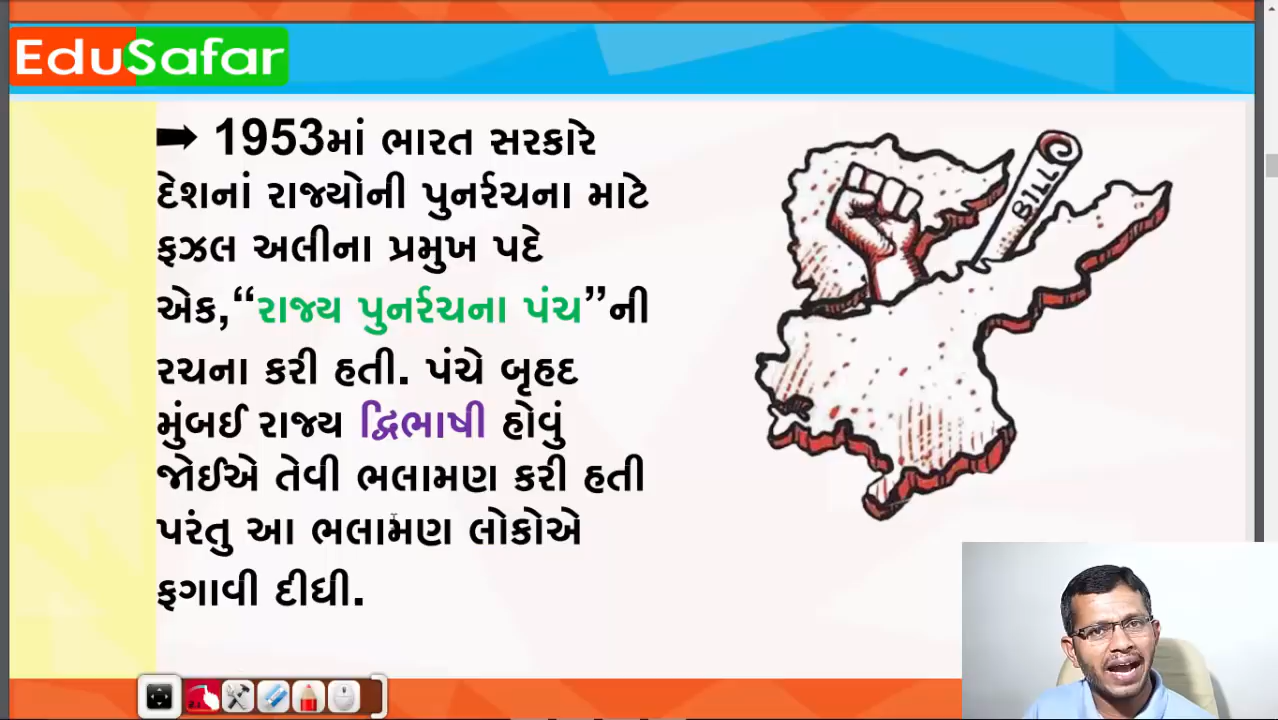 EduSafar
➡ 1953માં ભારત સરકારે
દેશનાં રાજ્યોની પુનર્રચના માટે
ફઝલ અલીના પ્રમુખ પદે
એક,“રાજ્ય પુનર્રચના પંચ”ની
રચના કરી હતી. પંચે બૃહદ
મુંબઈ રાજ્ય દ્વિભાષી હોવું
જોઈએ તેવી ભલામણ કરી હતી
પરંતુ આ ભલામણ લોકોએ
ફગાવી દીધી.
BILL